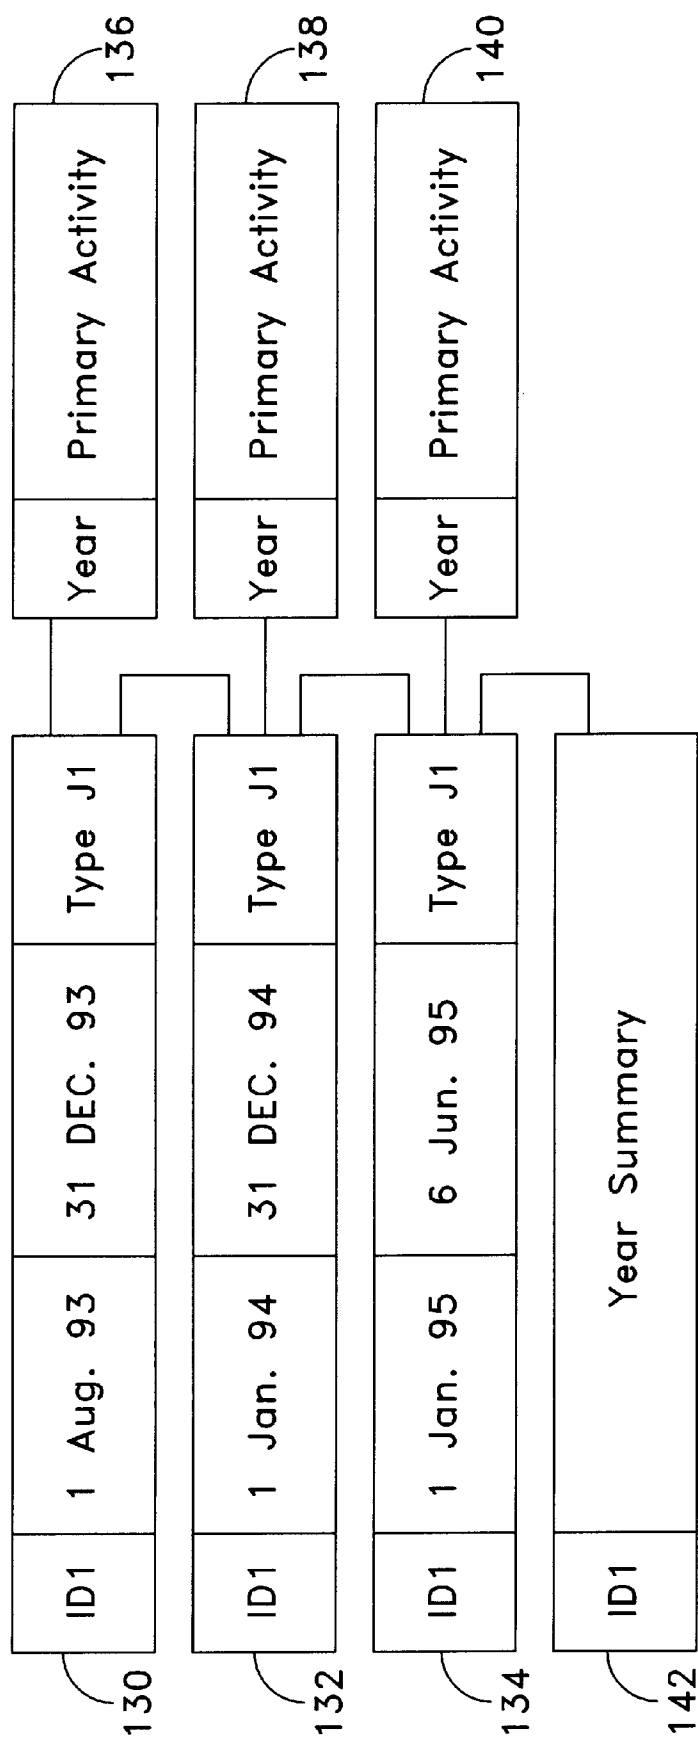 136
Year Primary Activity
138
Year Primary Activity
140
Year Primary Activity
130
ID1 1 Aug. 93 31 DEC. 93 Type J1
132
ID1 1 Jan. 94 31 DEC. 94 Type J1
134
ID1 1 Jan. 95 6 Jun. 95 Type J1
142
ID1 Year Summary